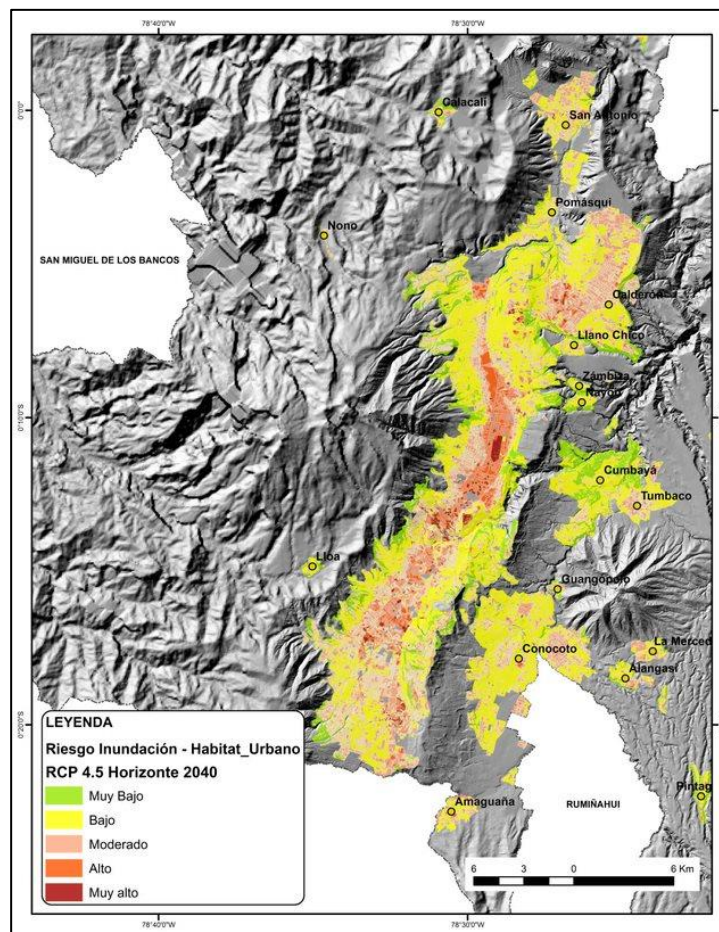 78°40'0"W
78°30'0"W
0°0'0"
Calacali
San Antonio
Pomásqui
Nono
SAN MIGUEL DE LOS BANCOS
Calderón
Llano Chico
Zámbiza
Nayón
0°10'0"S
Cumbayá
Tumbaco
Lloa
Guangopolo
La Merced
Conocoto
Alangasí
0°20'0"S
LEYENDA
Riesgo Inundación - Habitat_Urbano
RCP 4.5 Horizonte 2040
Muy Bajo
Bajo
Moderado
Alto
Muy alto
Pintag
Amaguaña
RUMIÑAHUI
6 3 0 6 Km
78°40'0"W
78°30'0"W